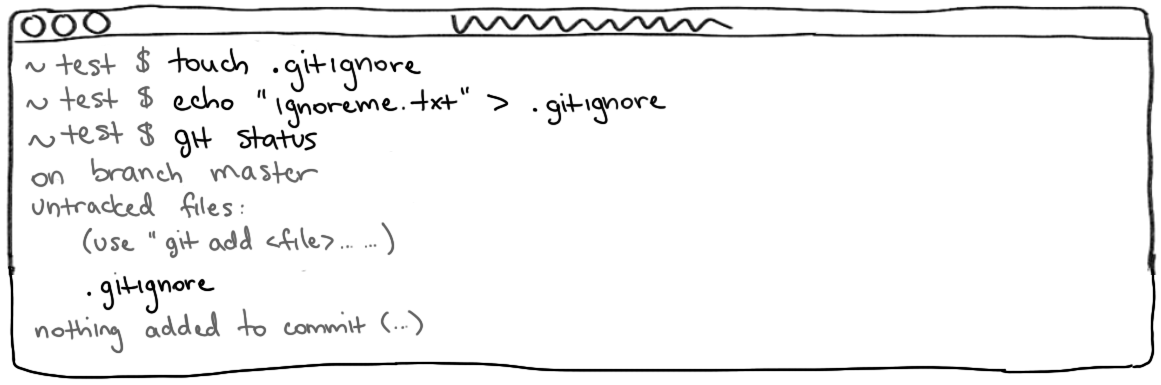 ~ test $ touch .gitignore
~ test $ echo "ignoreme.txt" > .gitignore
~ test $ git status
on branch master
untracked files:
(use "git add <file>... ...)
.gitignore
nothing added to commit (...)